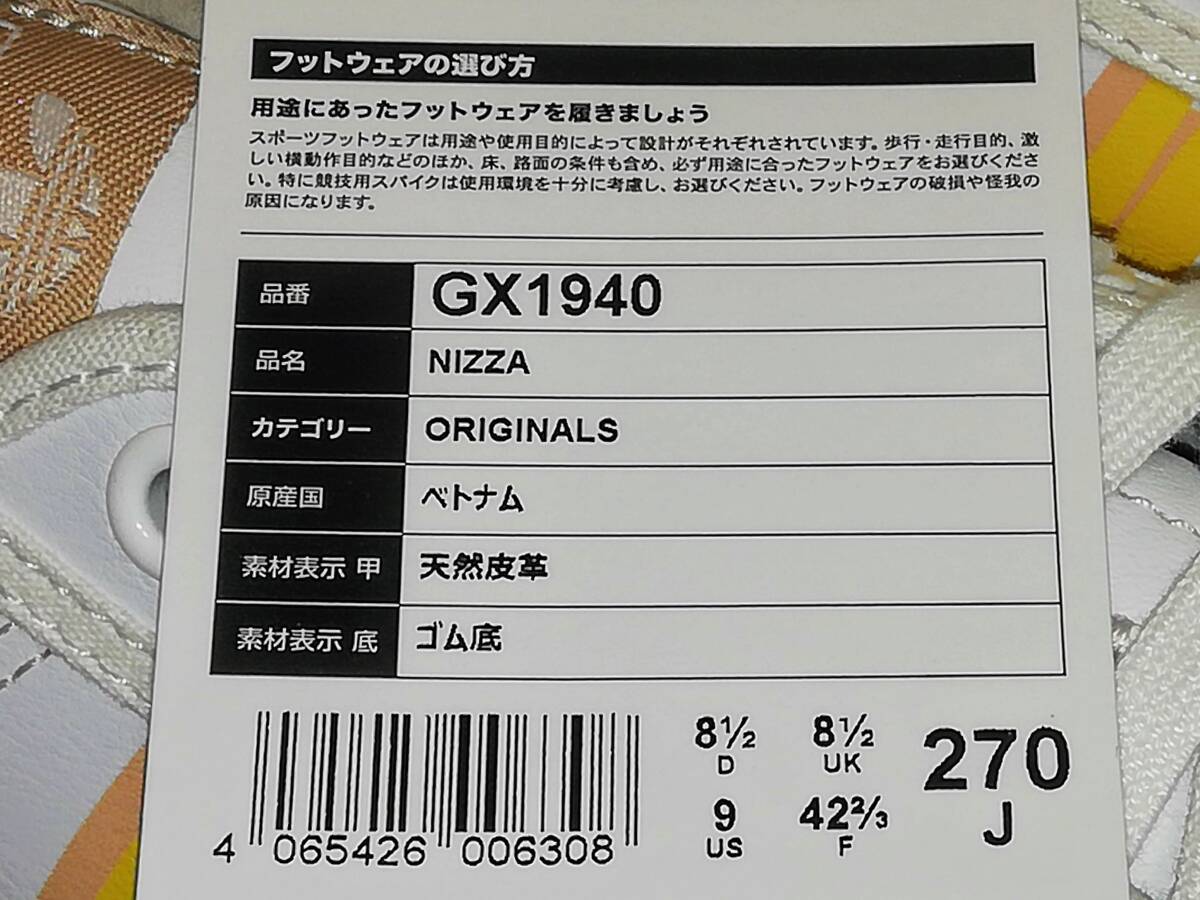 フットウェアの選び方
用途にあったフットウェアを履きましょう
スポーツフットウェアは用途や使用目的によって設計がそれぞれされています。歩行・走行目的、激
しい横動作目的などのほか、床、路面の条件も含め、必ず用途に合ったフットウェアをお選びくださ
い。特に競技用スパイクは使用環境を十分に考慮し、お選びください。フットウェアの破損や怪我の
原因になります。
品番 GX1940
品名 NIZZA
カテゴリー ORIGINALS
原産国 ベトナム
素材表示 甲 天然皮革
素材表示 底 ゴム底
8½ 8½ 270
D UK J
9 42⅔
US F
4 065426 006308